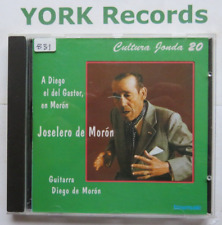 YORK Records
£51
Cultura Jonda 20
A Diego
el del Gastor,
en Morón
Joselero de Morón
Guitarra
Diego de Morón